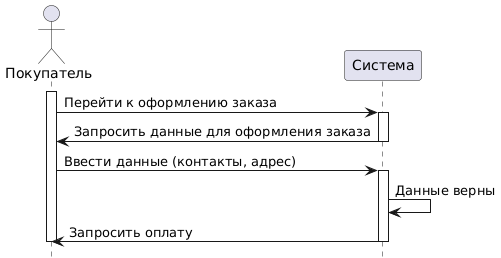 Покупатель
Система
Перейти к оформлению заказа
Запросить данные для оформления заказа
Ввести данные (контакты, адрес)
Данные верны
Запросить оплату